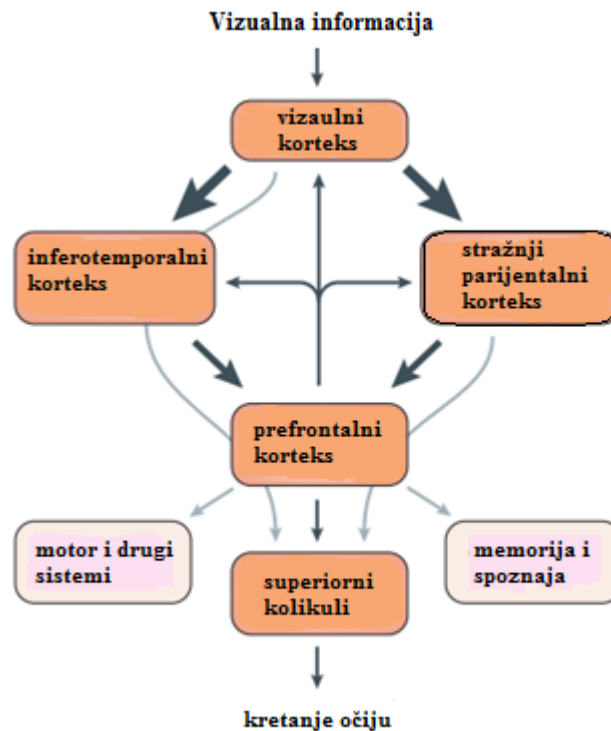 Vizualna informacija
vizaulni
korteks
inferotemporalni
korteks
stražnji
parijentalni
korteks
prefrontalni
korteks
motor i drugi
sistemi
superiorni
kolikuli
memorija i
spoznaja
kretanje očiju